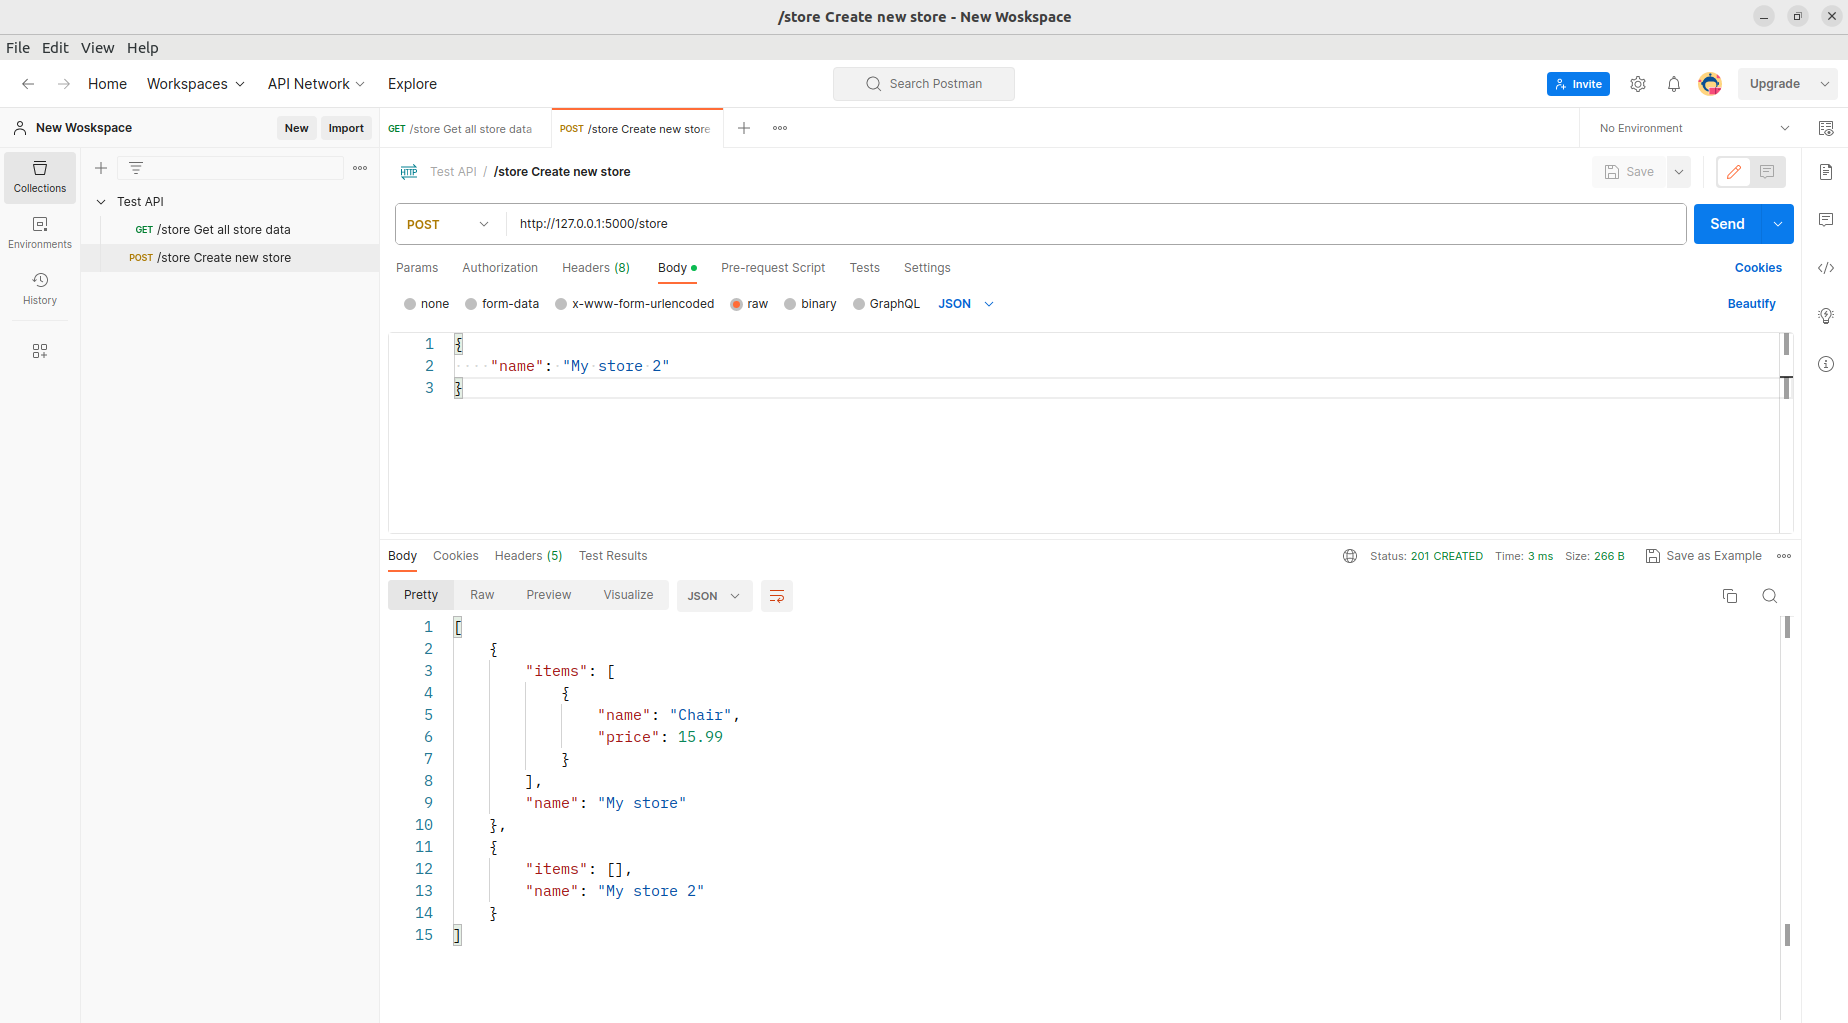 /store Create new store - New Woskspace
File Edit View Help
Home Workspaces API Network Explore Search Postman Invite Upgrade
New Woskspace New Import GET /store Get all store data POST /store Create new store No Environment
Collections
Environments
History
Test API
GET /store Get all store data
POST /store Create new store
HTTP Test API / /store Create new store Save
POST http://127.0.0.1:5000/store Send
Params Authorization Headers (8) Body Pre-request Script Tests Settings Cookies
none form-data x-www-form-urlencoded raw binary GraphQL JSON Beautify
1 {
2 "name": "My store 2"
3 }
Body Cookies Headers (5) Test Results Status: 201 CREATED Time: 3 ms Size: 266 B Save as Example
Pretty Raw Preview Visualize JSON
1 [
2 {
3 "items": [
4 {
5 "name": "Chair",
6 "price": 15.99
7 }
8 ],
9 "name": "My store"
10 },
11 {
12 "items": [],
13 "name": "My store 2"
14 }
15 ]